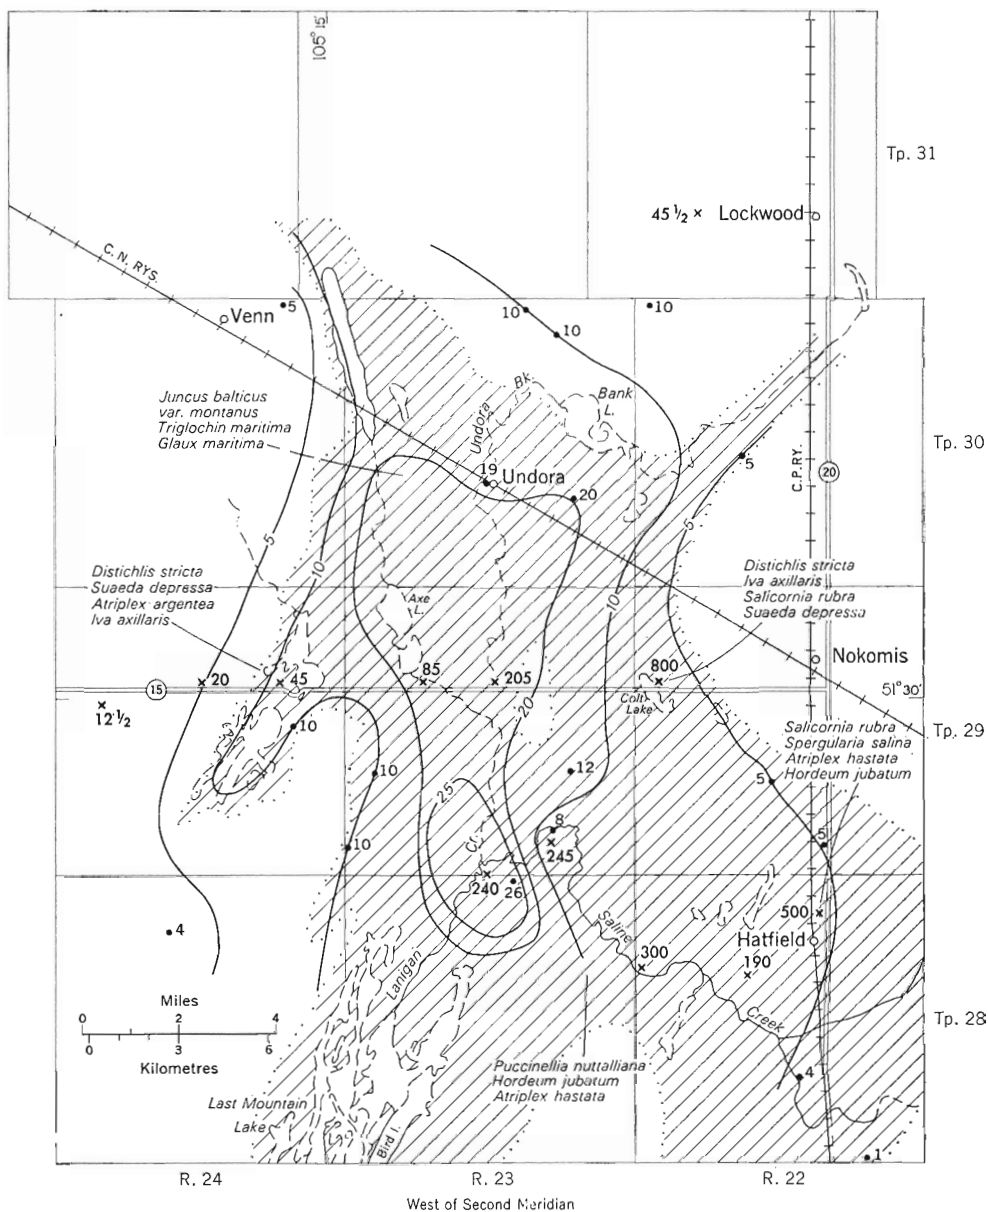 105° 15
Tp. 31
45 1/2 × Lockwood
C. N. RYS.
5
Venn
10
10
10
Juncus balticus
var. montanus
Triglochin maritima
Glaux maritima
Undora
Bk.
Bank
L.
Tp. 30
C.P.RY.
20
5
19
Undora
20
5
5
10
10
Distichlis stricta
Suaeda depressa
Atriplex argentea
Iva axillaris
Distichlis stricta
Iva axillaris
Salicornia rubra
Suaeda depressa
Axe
L.
Nokomis
20
45
85
205
800
15
12 1/2
20
Colt
Lake
51° 30'
Tp. 29
Salicornia rubra
Spergularia salina
Atriplex hastata
Hordeum jubatum
10
10
12
5
25
8
5
10
Cr.
245
240
26
500
4
Saline
Hatfield
300
190
Lanigan
Miles
0 2 4
0 3 6
Kilometres
Creek
Tp. 28
Puccinellia nuttalliana
Hordeum jubatum
Atriplex hastata
4
Last Mountain
Lake
Bird I.
1
R. 24
R. 23
R. 22
West of Second Meridian